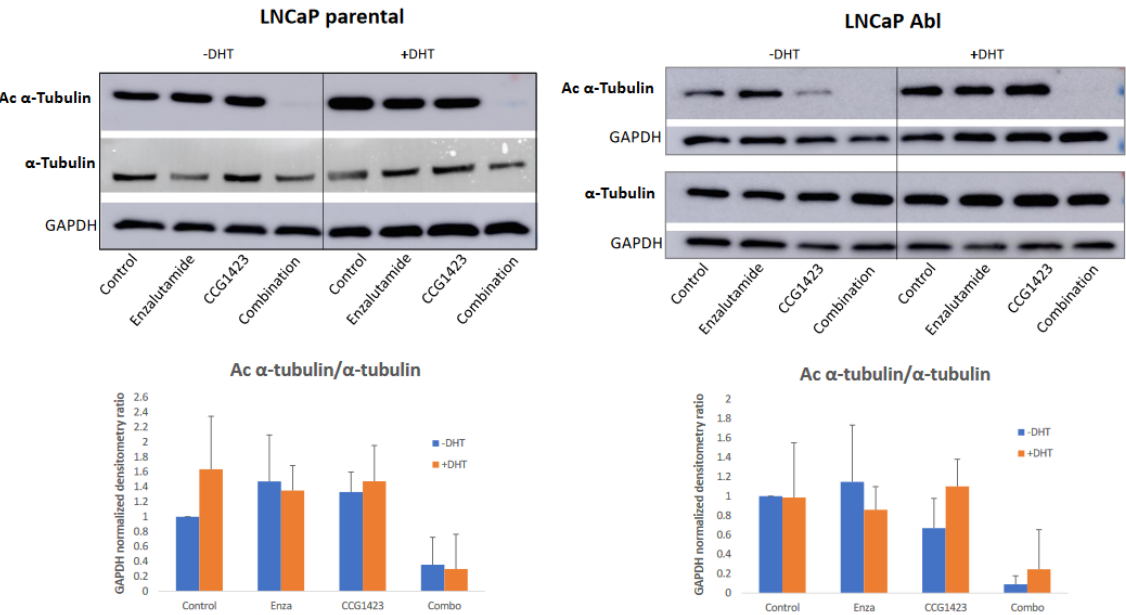 LNCaP parental
-DHT +DHT
Ac α-Tubulin
α-Tubulin
GAPDH
Control Enzalutamide CCG1423 Combination Control Enzalutamide CCG1423 Combination
Ac α-tubulin/α-tubulin
GAPDH normalized densitometry ratio
2.6
2.4
2.2
2
1.8
1.6
1.4
1.2
1
0.8
0.6
0.4
0.2
0
-DHT
+DHT
Control Enza CCG1423 Combo
LNCaP Abl
-DHT +DHT
Ac α-Tubulin
GAPDH
α-Tubulin
GAPDH
Control Enzalutamide CCG1423 Combination Control Enzalutamide CCG1423 Combination
Ac α-tubulin/α-tubulin
GAPDH normalized densitometry ratio
2
1.8
1.6
1.4
1.2
1
0.8
0.6
0.4
0.2
0
-DHT
+DHT
Control Enza CCG1423 Combo